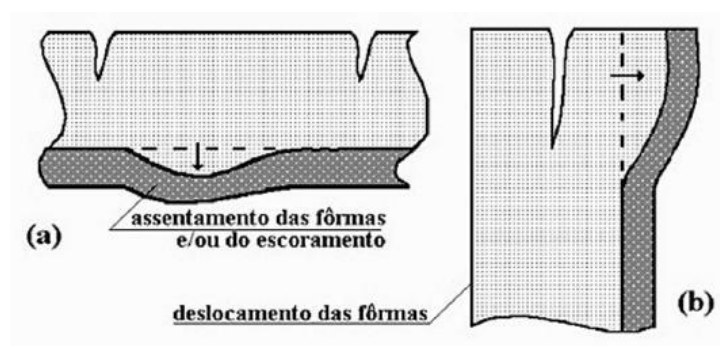 assentamento das fôrmas
(a)
e/ou do escoramento
deslocamento das fôrmas
(b)